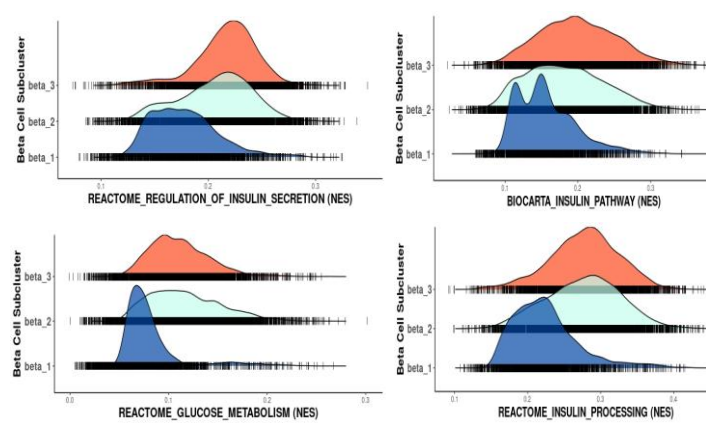 Beta Cell Subcluster
beta_3
beta_2
beta_1
0.1 0.2 0.3
REACTOME_REGULATION_OF_INSULIN_SECRETION (NES)
Beta Cell Subcluster
beta_3
beta_2
beta_1
0.1 0.3
BIOCARTA_INSULIN_PATHWAY (NES)
Beta Cell Subcluster
beta_3
beta_2
beta_1
0.0 0.1 0.2 0.3
REACTOME_GLUCOSE_METABOLISM (NES)
Beta Cell Subcluster
beta_3
beta_2
beta_1
0.1 0.2 0.3 0.4
REACTOME_INSULIN_PROCESSING (NES)